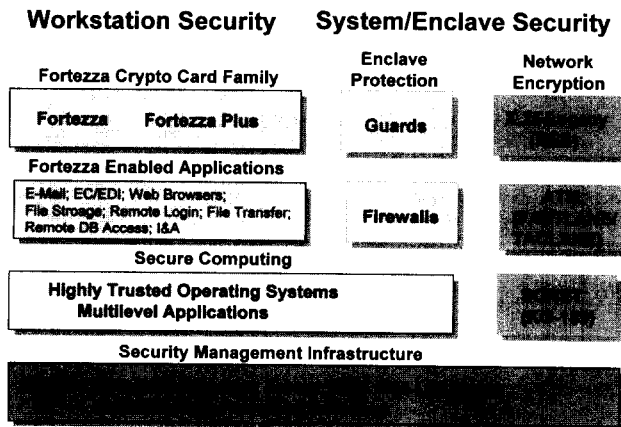 Workstation Security
System/Enclave Security
Fortezza Crypto Card Family
Enclave
Protection
Network
Encryption
Fortezza
Fortezza Plus
Guards
Fortezza Enabled Applications
E-Mail; EC/EDI; Web Browsers;
File Stroage; Remote Login; File Transfer;
Remote DB Access; I&A
Firewalls
Secure Computing
Highly Trusted Operating Systems
Multilevel Applications
Security Management Infrastructure